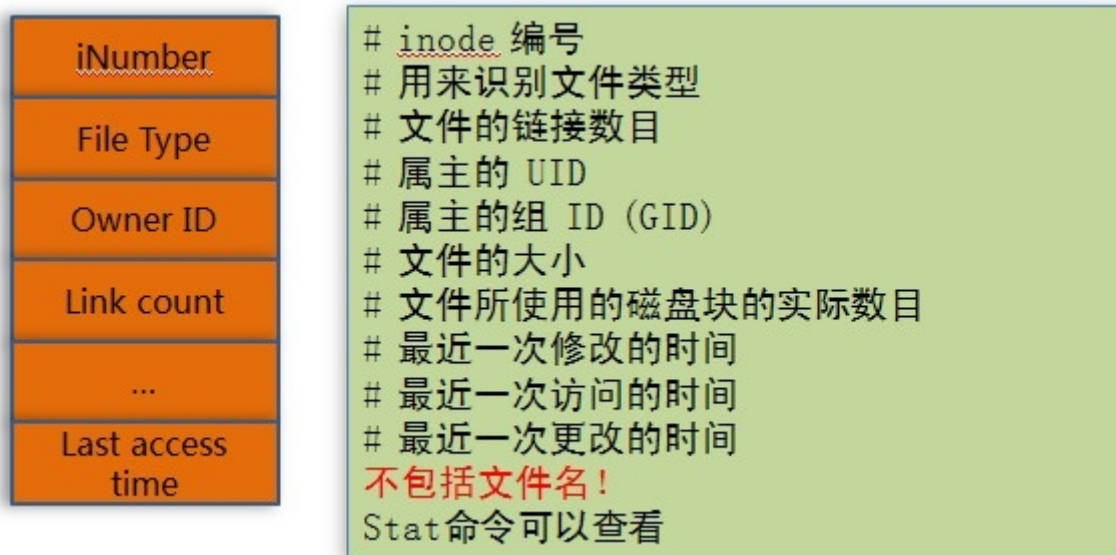 iNumber
File Type
Owner ID
Link count
...
Last access
time
# inode 编号
# 用来识别文件类型
# 文件的链接数目
# 属主的 UID
# 属主的组 ID (GID)
# 文件的大小
# 文件所使用的磁盘块的实际数目
# 最近一次修改的时间
# 最近一次访问的时间
# 最近一次更改的时间
不包括文件名!
Stat命令可以查看